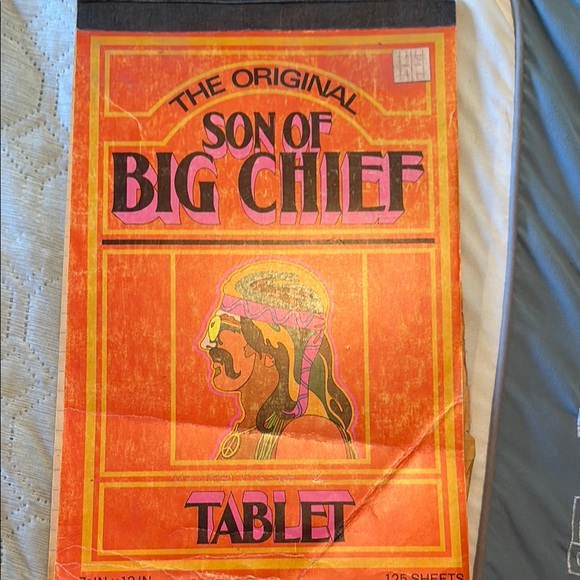 THE ORIGINAL
SON OF
BIG CHIEF
TABLET
125 SHEETS